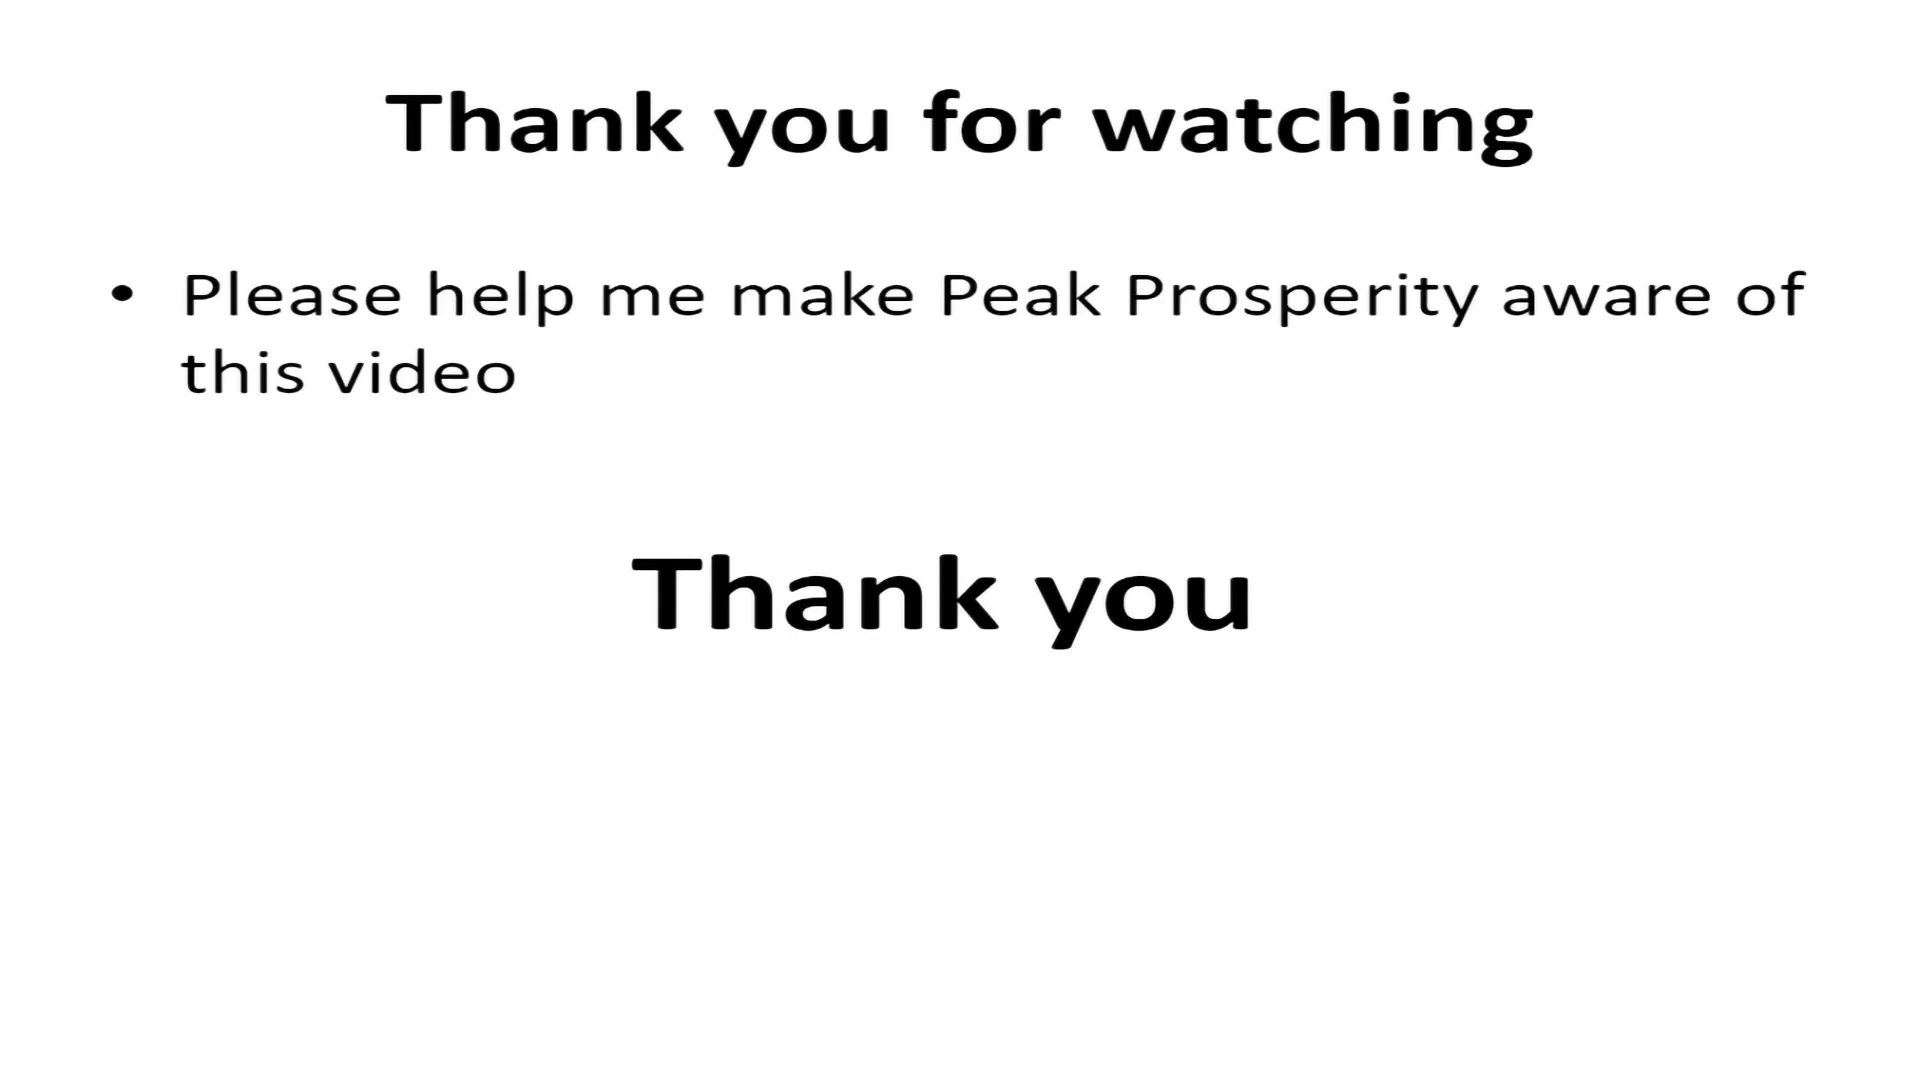 Thank you for watching
• Please help me make Peak Prosperity aware of
this video
Thank you